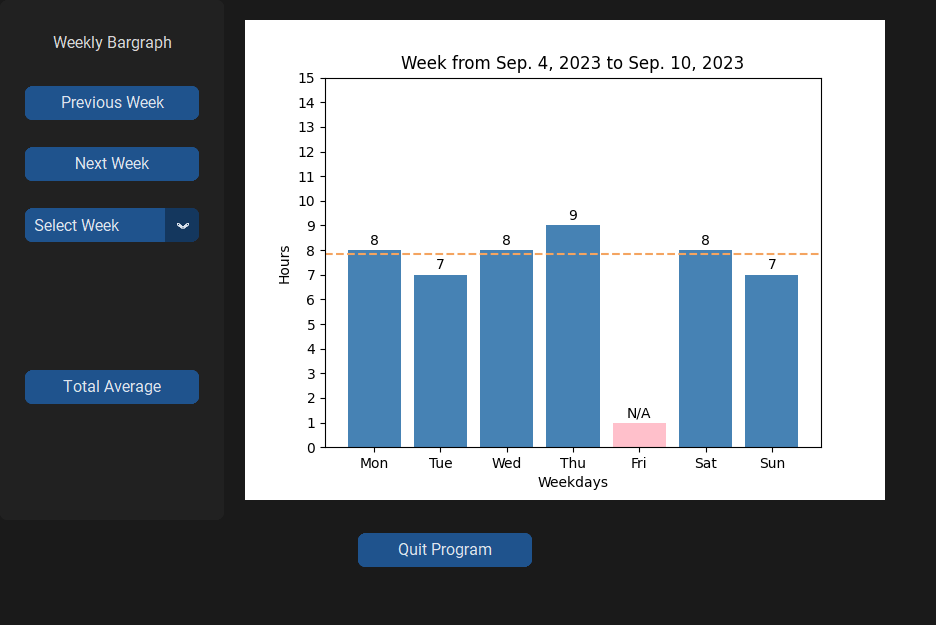 Weekly Bargraph
Previous Week
Next Week
Select Week
Total Average
Week from Sep. 4, 2023 to Sep. 10, 2023
15
14
13
12
11
10
9
8
7
6
5
4
3
2
1
0
Hours
8
7
8
9
N/A
8
7
Mon Tue Wed Thu Fri Sat Sun
Weekdays
Quit Program